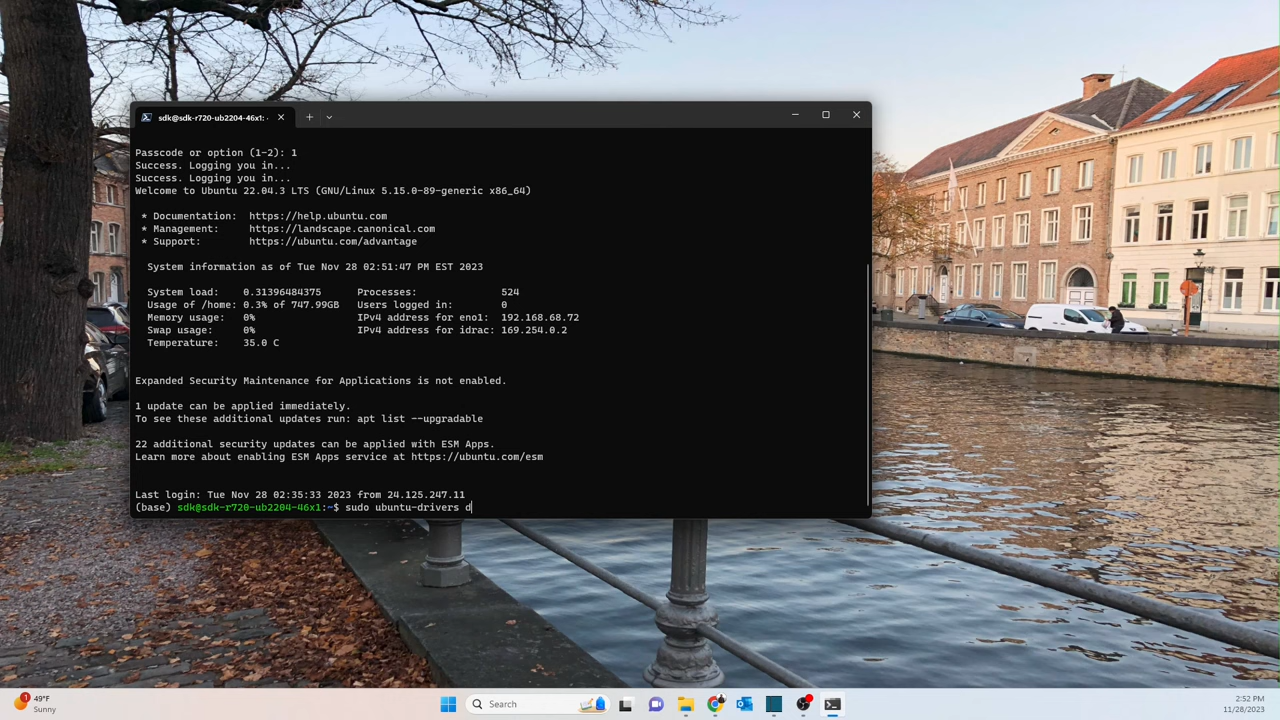 sdk@sdk-r720-ub2204-46x1: -
Passcode or option (1-2): 1
Success. Logging you in...
Success. Logging you in...
Welcome to Ubuntu 22.04.3 LTS (GNU/Linux 5.15.0-89-generic x86_64)
* Documentation: https://help.ubuntu.com
* Management: https://landscape.canonical.com
* Support: https://ubuntu.com/advantage
System information as of Tue Nov 28 02:51:47 PM EST 2023
System load: 0.31396484375 Processes: 524
Usage of /home: 0.3% of 747.99GB Users logged in: 0
Memory usage: 0% IPv4 address for eno1: 192.168.68.72
Swap usage: 0% IPv4 address for idrac: 169.254.0.2
Temperature: 35.0 C
Expanded Security Maintenance for Applications is not enabled.
1 update can be applied immediately.
To see these additional updates run: apt list --upgradable
22 additional security updates can be applied with ESM Apps.
Learn more about enabling ESM Apps service at https://ubuntu.com/esm
Last login: Tue Nov 28 02:35:33 2023 from 24.125.247.11
(base) sdk@sdk-r720-ub2204-46x1:~$ sudo ubuntu-drivers d
1
49°F
Sunny
Search
2:52 PM
11/28/2023